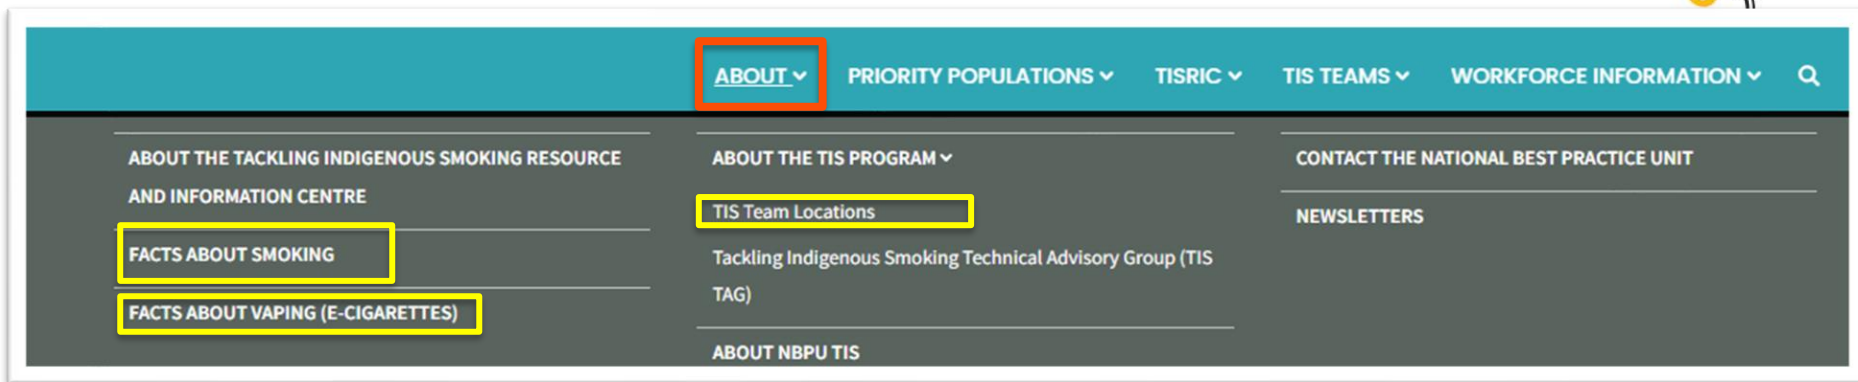 ABOUT PRIORITY POPULATIONS TISRIC TIS TEAMS WORKFORCE INFORMATION
ABOUT THE TACKLING INDIGENOUS SMOKING RESOURCE
AND INFORMATION CENTRE
FACTS ABOUT SMOKING
FACTS ABOUT VAPING (E-CIGARETTES)
ABOUT THE TIS PROGRAM
TIS Team Locations
Tackling Indigenous Smoking Technical Advisory Group (TIS
TAG)
ABOUT NBPU TIS
CONTACT THE NATIONAL BEST PRACTICE UNIT
NEWSLETTERS